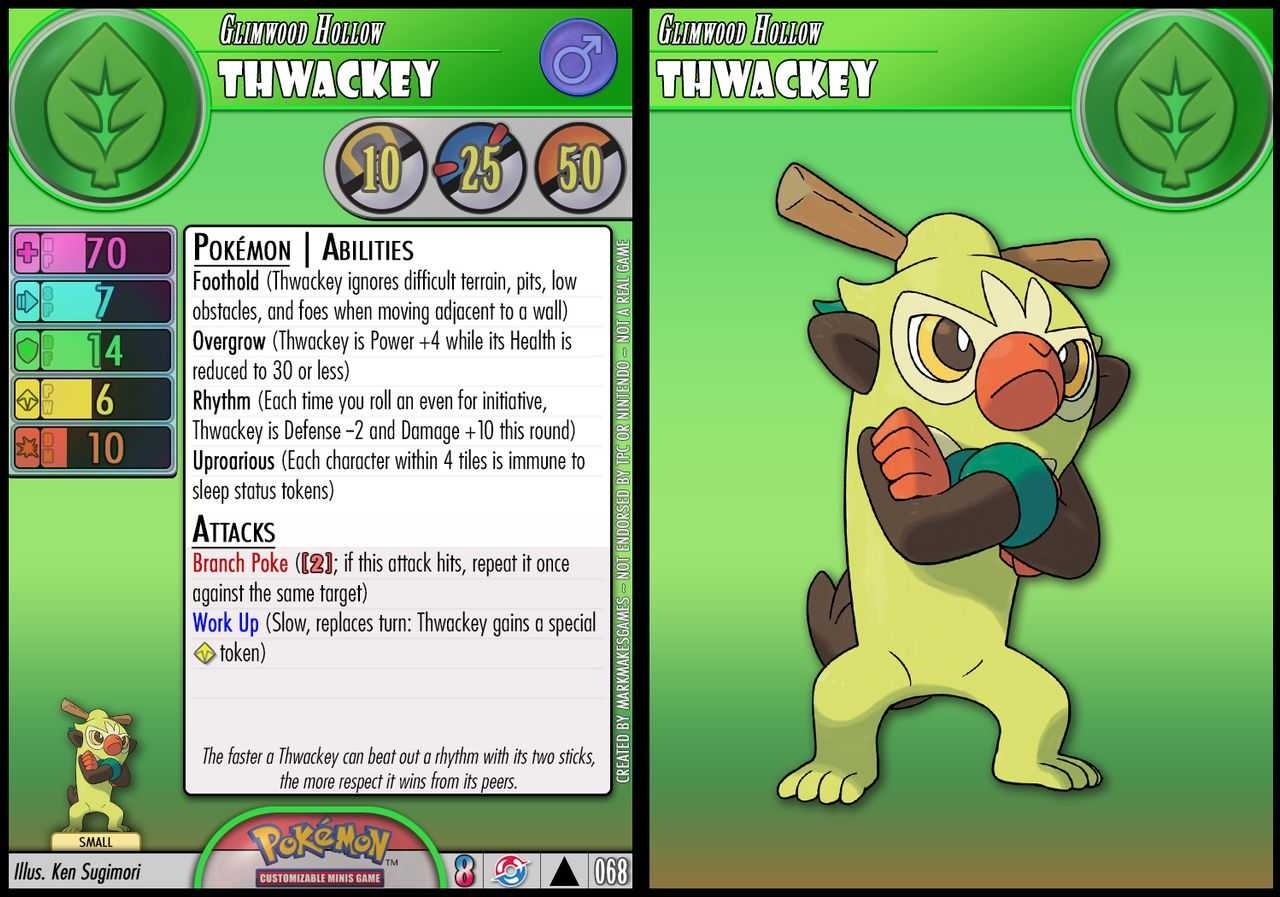 Glimwood Hollow
THWACKEY
10 25 50
HP 70
SP 7
DF 14
PW 6
DM 10
Pokémon | Abilities
Foothold (Thwackey ignores difficult terrain, pits, low
obstacles, and foes when moving adjacent to a wall)
Overgrow (Thwackey is Power +4 while its Health is
reduced to 30 or less)
Rhythm (Each time you roll an even for initiative,
Thwackey is Defense –2 and Damage +10 this round)
Uproarious (Each character within 4 tiles is immune to
sleep status tokens)
Attacks
Branch Poke ([2]; if this attack hits, repeat it once
against the same target)
Work Up (Slow, replaces turn: Thwackey gains a special
token)
The faster a Thwackey can beat out a rhythm with its two sticks,
the more respect it wins from its peers.
CREATED BY MARKMAKESGAMES – NOT ENDORSED BY TPC OR NINTENDO – NOT A REAL GAME
SMALL
Illus. Ken Sugimori
POKéMON™
CUSTOMIZABLE MINIS GAME
8
068
Glimwood Hollow
THWACKEY